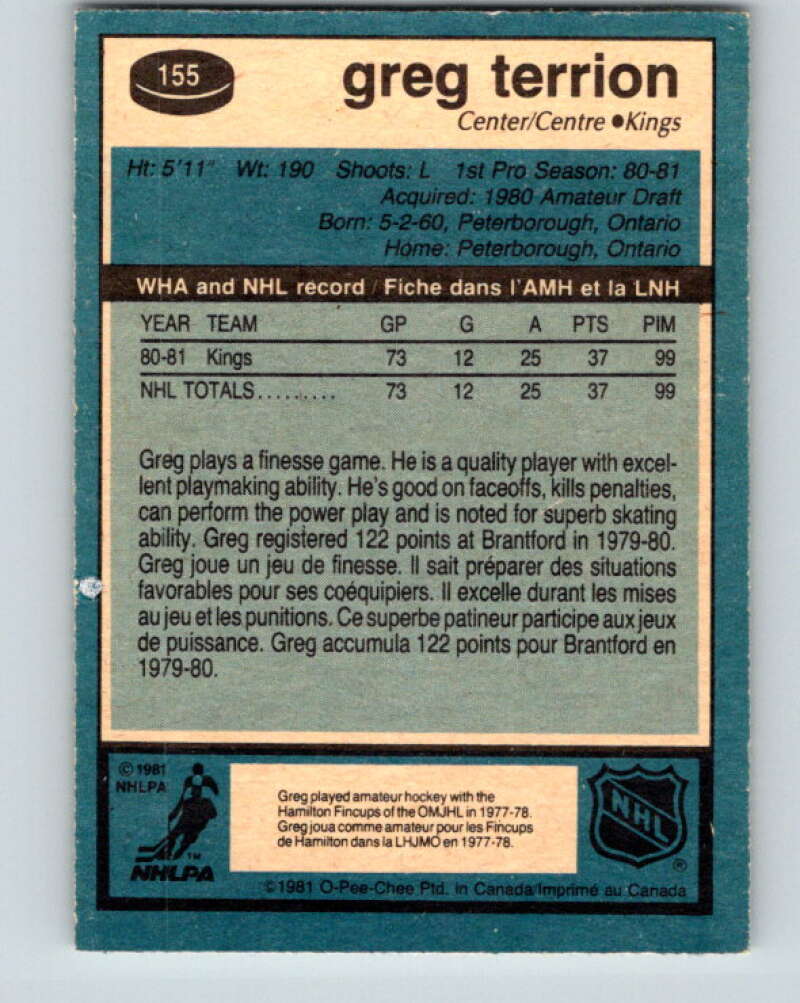 155
greg terrion
Center/Centre ●Kings
Ht: 5'11" Wt: 190 Shoots: L 1st Pro Season: 80-81
Acquired: 1980 Amateur Draft
Born: 5-2-60, Peterborough, Ontario
Home: Peterborough, Ontario
WHA and NHL record / Fiche dans l'AMH et la LNH
YEAR TEAM GP G A PTS PIM
80-81 Kings 73 12 25 37 99
NHL TOTALS......... 73 12 25 37 99
Greg plays a finesse game. He is a quality player with excel-
lent playmaking ability. He's good on faceoffs, kills penalties,
can perform the power play and is noted for superb skating
ability. Greg registered 122 points at Brantford in 1979-80.
Greg joue un jeu de finesse. Il sait préparer des situations
favorables pour ses coéquipiers. Il excelle durant les mises
au jeu et les punitions. Ce superbe patineur participe aux jeux
de puissance. Greg accumula 122 points pour Brantford en
1979-80.
© 1981
NHLPA
TM
NHLPA
Greg played amateur hockey with the
Hamilton Fincups of the OMJHL in 1977-78.
Greg joua comme amateur pour les Fincups
de Hamilton dans la LHJMO en 1977-78.
NHL
®
©1981 O-Pee-Chee Ptd. in Canada/Imprimé au Canada